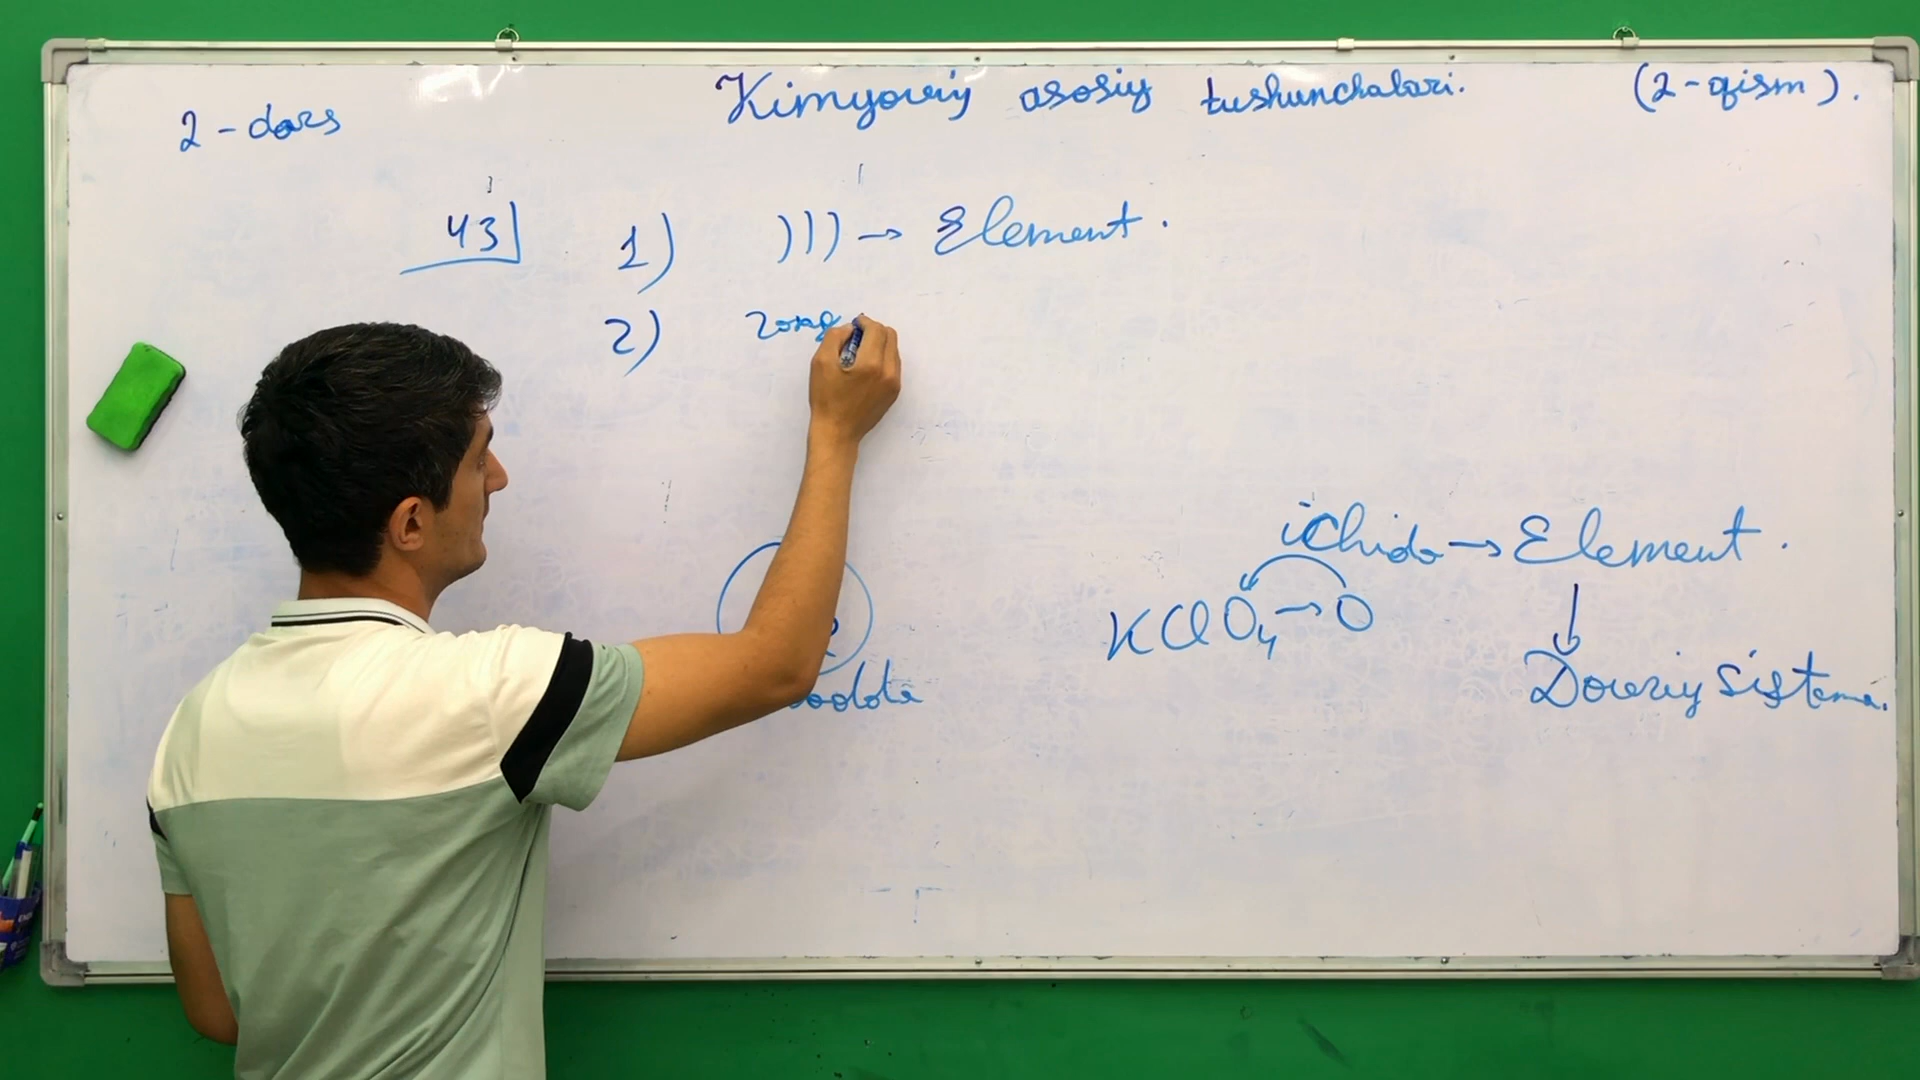 2-dars
Kimyoviy asosiy tushunchalari. (2-qism).
43
1) ))) → Element.
2)
ichida → Element.
KClO₄ → O
Davriy sistema.